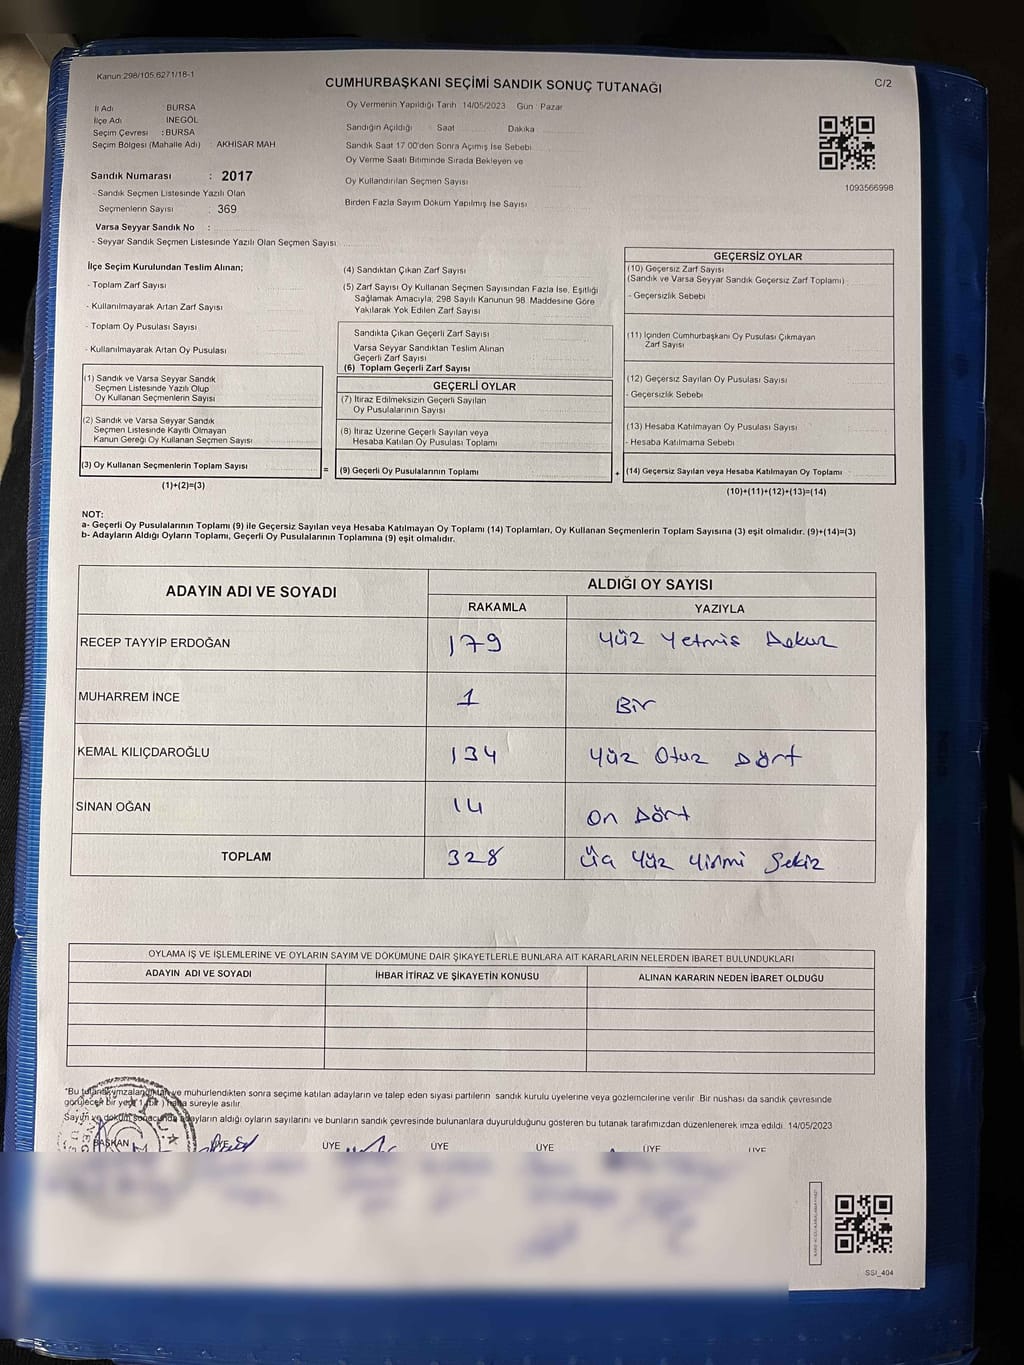 Kanun:298/105,6271/18-1
CUMHURBAŞKANI SEÇİMİ SANDIK SONUÇ TUTANAĞI
C/2
İl Adı : BURSA
İlçe Adı : İNEGÖL
Seçim Çevresi : BURSA
Seçim Bölgesi (Mahalle Adı) : AKHİSAR MAH
Sandık Numarası : 2017
- Sandık Seçmen Listesinde Yazılı Olan
Seçmenlerin Sayısı : 369
Varsa Seyyar Sandık No :
- Seyyar Sandık Seçmen Listesinde Yazılı Olan Seçmen Sayısı
Oy Vermenin Yapıldığı Tarih 14/05/2023 Gün : Pazar
Sandığın Açıldığı Saat Dakika
Sandık Saat 17.00'den Sonra Açımış İse Sebebi
Oy Verme Saati Bitiminde Sırada Bekleyen ve
Oy Kullandırılan Seçmen Sayısı
Birden Fazla Sayım Döküm Yapılmış İse Sayısı
1093566998
İlçe Seçim Kurulundan Teslim Alınan;
- Toplam Zarf Sayısı
- Kullanılmayarak Artan Zarf Sayısı
- Toplam Oy Pusulası Sayısı
- Kullanılmayarak Artan Oy Pusulası
(1) Sandık ve Varsa Seyyar Sandık
Seçmen Listesinde Yazılı Olup
Oy Kullanan Seçmenlerin Sayısı
(2) Sandık ve Varsa Seyyar Sandık
Seçmen Listesinde Kayıtlı Olmayan
Kanun Gereği Oy Kullanan Seçmen Sayısı
(3) Oy Kullanan Seçmenlerin Toplam Sayısı
(1)+(2)=(3)
(4) Sandıktan Çıkan Zarf Sayısı
(5) Zarf Sayısı Oy Kullanan Seçmen Sayısından Fazla İse, Eşitliği
Sağlamak Amacıyla; 298 Sayılı Kanunun 98. Maddesine Göre
Yakılarak Yok Edilen Zarf Sayısı
Sandıkta Çıkan Geçerli Zarf Sayısı
Varsa Seyyar Sandıktan Teslim Alınan
Geçerli Zarf Sayısı
(6) Toplam Geçerli Zarf Sayısı
GEÇERLİ OYLAR
(7) İtiraz Edilmeksizin Geçerli Sayılan
Oy Pusulalarının Sayısı
(8) İtiraz Üzerine Geçerli Sayılan veya
Hesaba Katılan Oy Pusulası Toplamı
= (9) Geçerli Oy Pusulalarının Toplamı +
GEÇERSİZ OYLAR
(10) Geçersiz Zarf Sayısı
(Sandık ve Varsa Seyyar Sandık Geçersiz Zarf Toplamı)
- Geçersizlik Sebebi
(11) İçinden Cumhurbaşkanı Oy Pusulası Çıkmayan
Zarf Sayısı
(12) Geçersiz Sayılan Oy Pusulası Sayısı
- Geçersizlik Sebebi
(13) Hesaba Katılmayan Oy Pusulası Sayısı
- Hesaba Katılmama Sebebi
(14) Geçersiz Sayılan veya Hesaba Katılmayan Oy Toplamı
(10)+(11)+(12)+(13)=(14)
NOT:
a- Geçerli Oy Pusulalarının Toplamı (9) ile Geçersiz Sayılan veya Hesaba Katılmayan Oy Toplamı (14) Toplamları, Oy Kullanan Seçmenlerin Toplam Sayısına (3) eşit olmalıdır. (9)+(14)=(3)
b- Adayların Aldığı Oyların Toplamı, Geçerli Oy Pusulalarının Toplamına (9) eşit olmalıdır.
ADAYIN ADI VE SOYADI
ALDIĞI OY SAYISI
RAKAMLA YAZIYLA
RECEP TAYYİP ERDOĞAN 179 Yüz Yetmiş Dokuz
MUHARREM İNCE 1 Bir
KEMAL KILIÇDAROĞLU 134 Yüz Otuz Dört
SİNAN OĞAN 14 On Dört
TOPLAM 328 Üç Yüz Yirmi Sekiz
OYLAMA İŞ VE İŞLEMLERİNE VE OYLARIN SAYIM VE DÖKÜMÜNE DAİR ŞİKAYETLERLE BUNLARA AİT KARARLARIN NELERDEN İBARET BULUNDUKLARI
ADAYIN ADI VE SOYADI İHBAR İTİRAZ VE ŞİKAYETİN KONUSU ALINAN KARARIN NEDEN İBARET OLDUĞU
*Bu tutanak imzalandıktan ve mühürlendikten sonra seçime katılan adayların ve talep eden siyasi partilerin sandık kurulu üyelerine veya gözlemcilerine verilir. Bir nushası da sandık çevresinde
görülecek bir yere 1 (bir) hafta süreyle asılır.
Sayım ve döküm sonucunda adayların aldığı oyların sayılarını ve bunların sandık çevresinde bulunanlara duyurulduğunu gösteren bu tutanak tarafımızdan düzenlenerek imza edildi. 14/05/2023
BAŞKAN ÜYE ÜYE ÜYE ÜYE ÜYE ÜYE
SSI_404